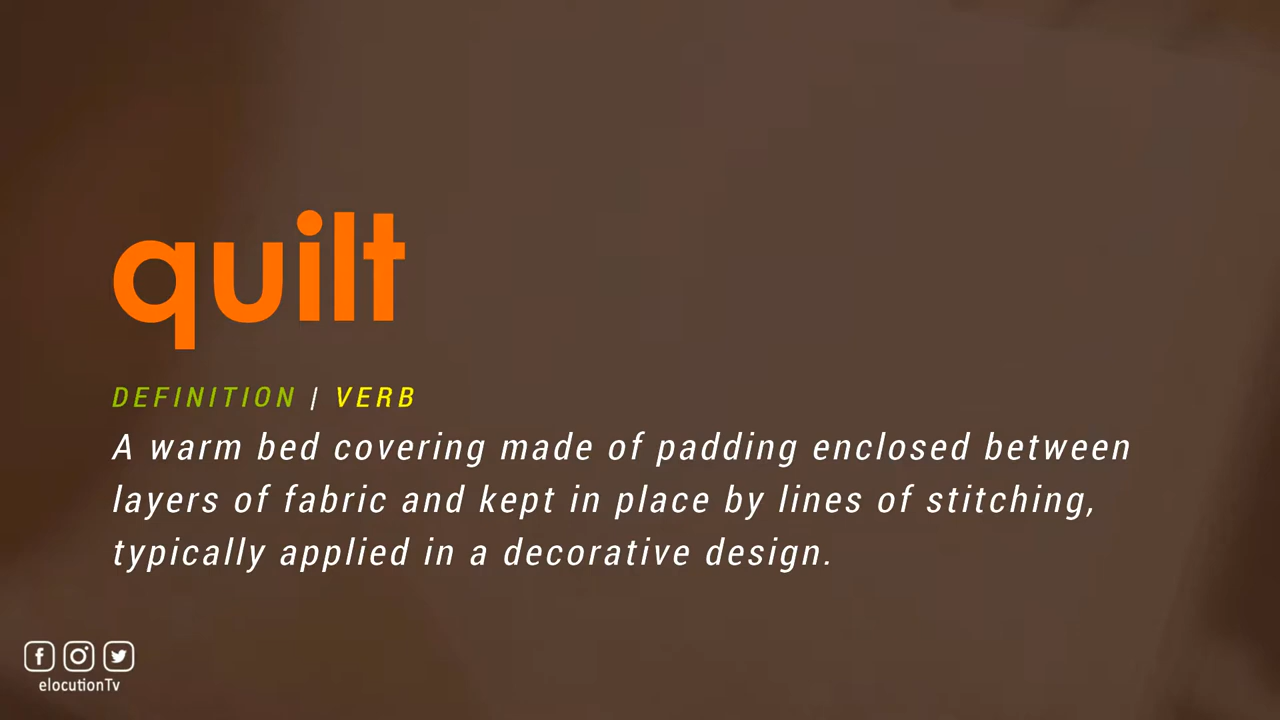 quilt
DEFINITION | VERB
A warm bed covering made of padding enclosed between
layers of fabric and kept in place by lines of stitching,
typically applied in a decorative design.
elocutionTv